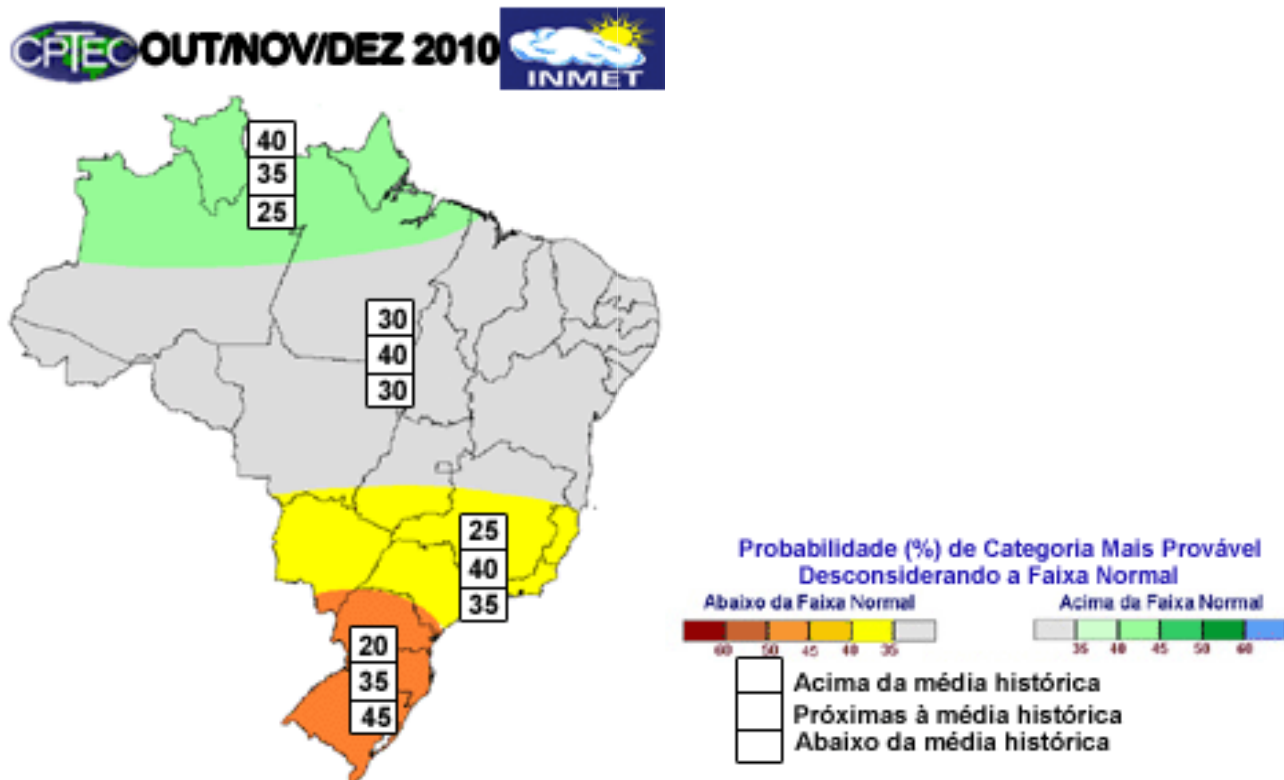 CPTEC OUT/NOV/DEZ 2010 INMET
40
35
25
30
40
30
25
40
35
20
35
45
Probabilidade (%) de Categoria Mais Provável
Desconsiderando a Faixa Normal
Abaixo da Faixa Normal
Acima da Faixa Normal
60 50 45 40 35
35 40 45 50 60
Acima da média histórica
Próximas à média histórica
Abaixo da média histórica